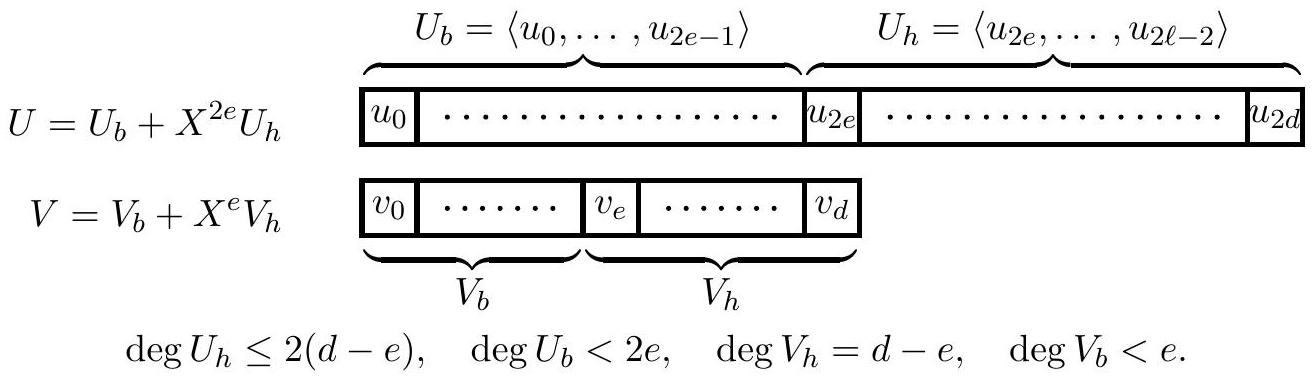 U_b = ⟨u_0, … , u_{2e−1}⟩ U_h = ⟨u_{2e}, … , u_{2ℓ−2}⟩
U = U_b + X^{2e}U_h u_0 .................. u_{2e} .................. u_{2d}
V = V_b + X^eV_h v_0 ....... v_e ....... v_d
V_b V_h
deg U_h ≤ 2(d − e), deg U_b < 2e, deg V_h = d − e, deg V_b < e.